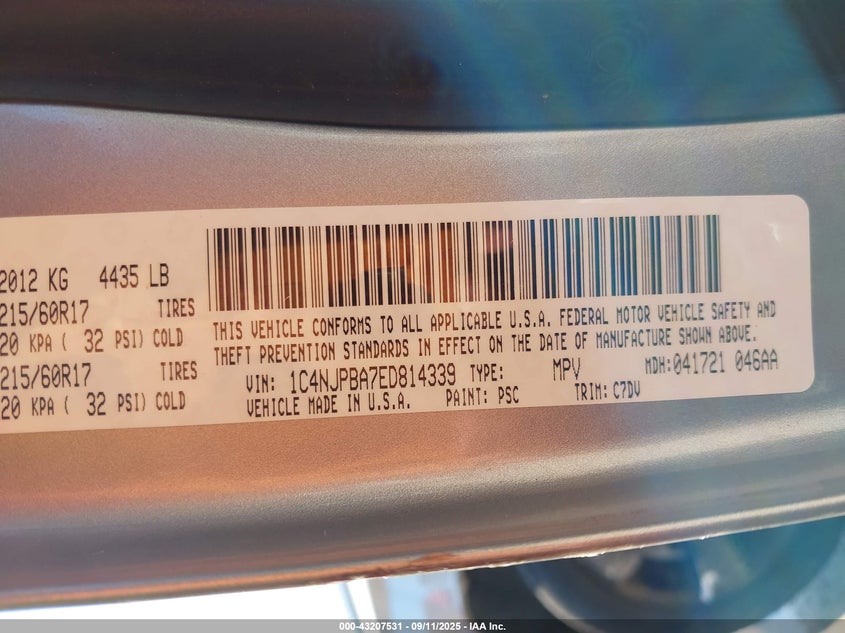 2012 KG 4435 LB
215/60R17 TIRES
20 KPA ( 32 PSI) COLD
215/60R17 TIRES
20 KPA ( 32 PSI) COLD
THIS VEHICLE CONFORMS TO ALL APPLICABLE U.S.A. FEDERAL MOTOR VEHICLE SAFETY AND
THEFT PREVENTION STANDARDS IN EFFECT ON THE DATE OF MANUFACTURE SHOWN ABOVE.
VIN: 1C4NJPBA7ED814339 TYPE: MPV MDH:041721 046AA
VEHICLE MADE IN U.S.A. PAINT: PSC TRIM: C7DV
000-43207531 - 09/11/2025 - IAA Inc.